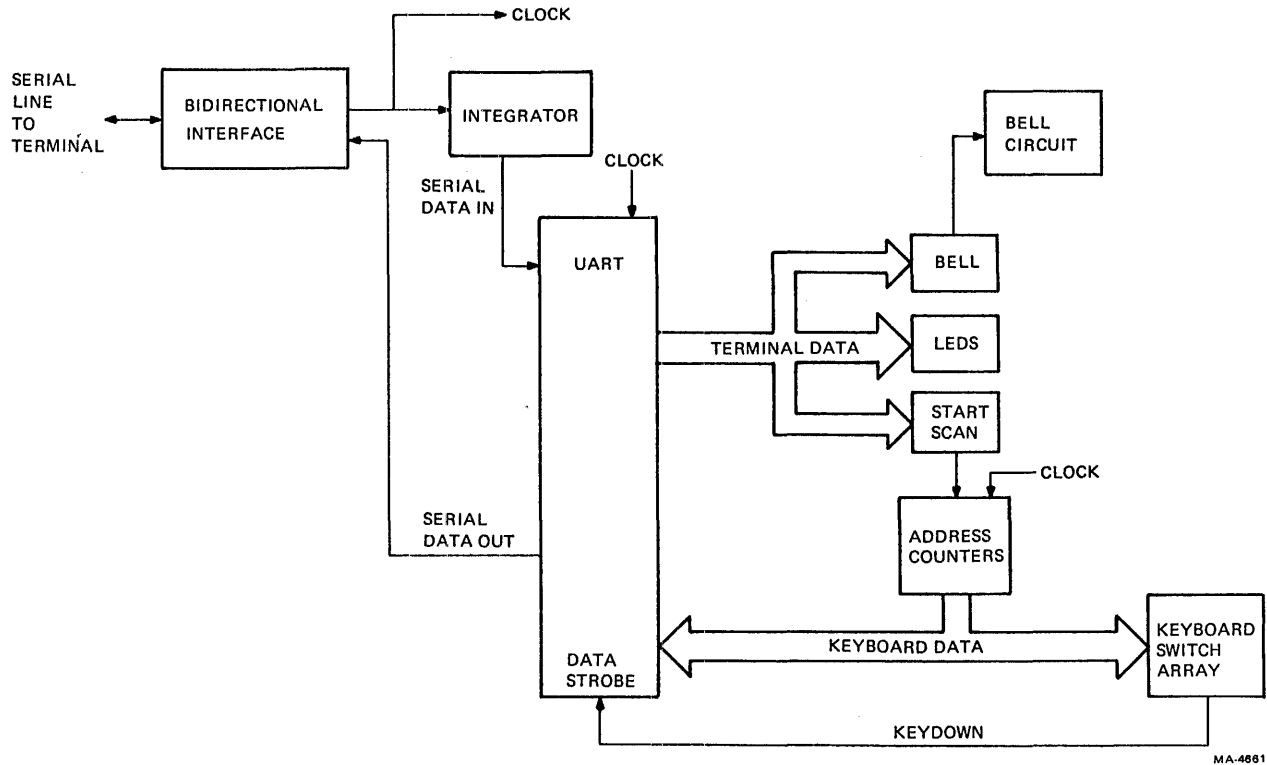 CLOCK
SERIAL
LINE
TO
TERMINAL
BIDIRECTIONAL
INTERFACE
INTEGRATOR
BELL
CIRCUIT
CLOCK
SERIAL
DATA IN
UART
BELL
TERMINAL DATA
LEDS
START
SCAN
CLOCK
SERIAL
DATA OUT
ADDRESS
COUNTERS
KEYBOARD DATA
KEYBOARD
SWITCH
ARRAY
DATA
STROBE
KEYDOWN
MA-4661